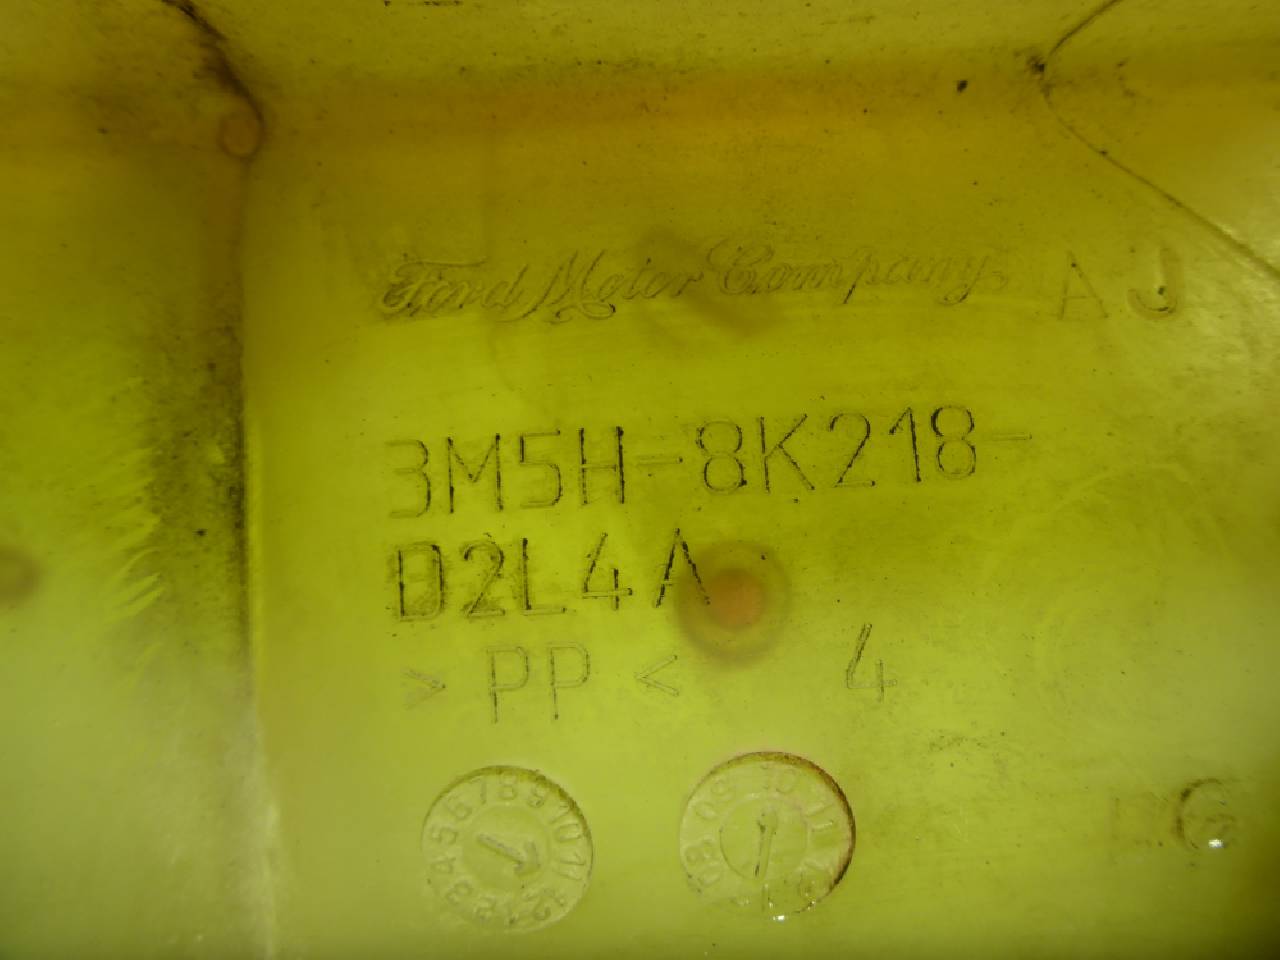 Ford Motor Company AJ
3M5H-8K218-
D2L4A
> PP < 4